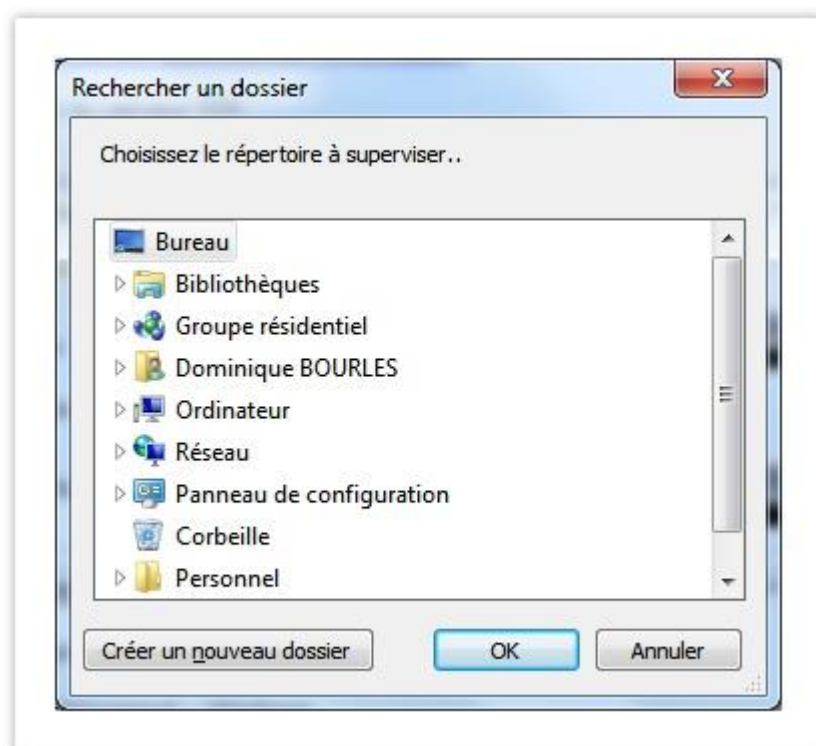 Rechercher un dossier
Choisissez le répertoire à superviser..
Bureau
Bibliothèques
Groupe résidentiel
Dominique BOURLES
Ordinateur
Réseau
Panneau de configuration
Corbeille
Personnel
Créer un nouveau dossier OK Annuler